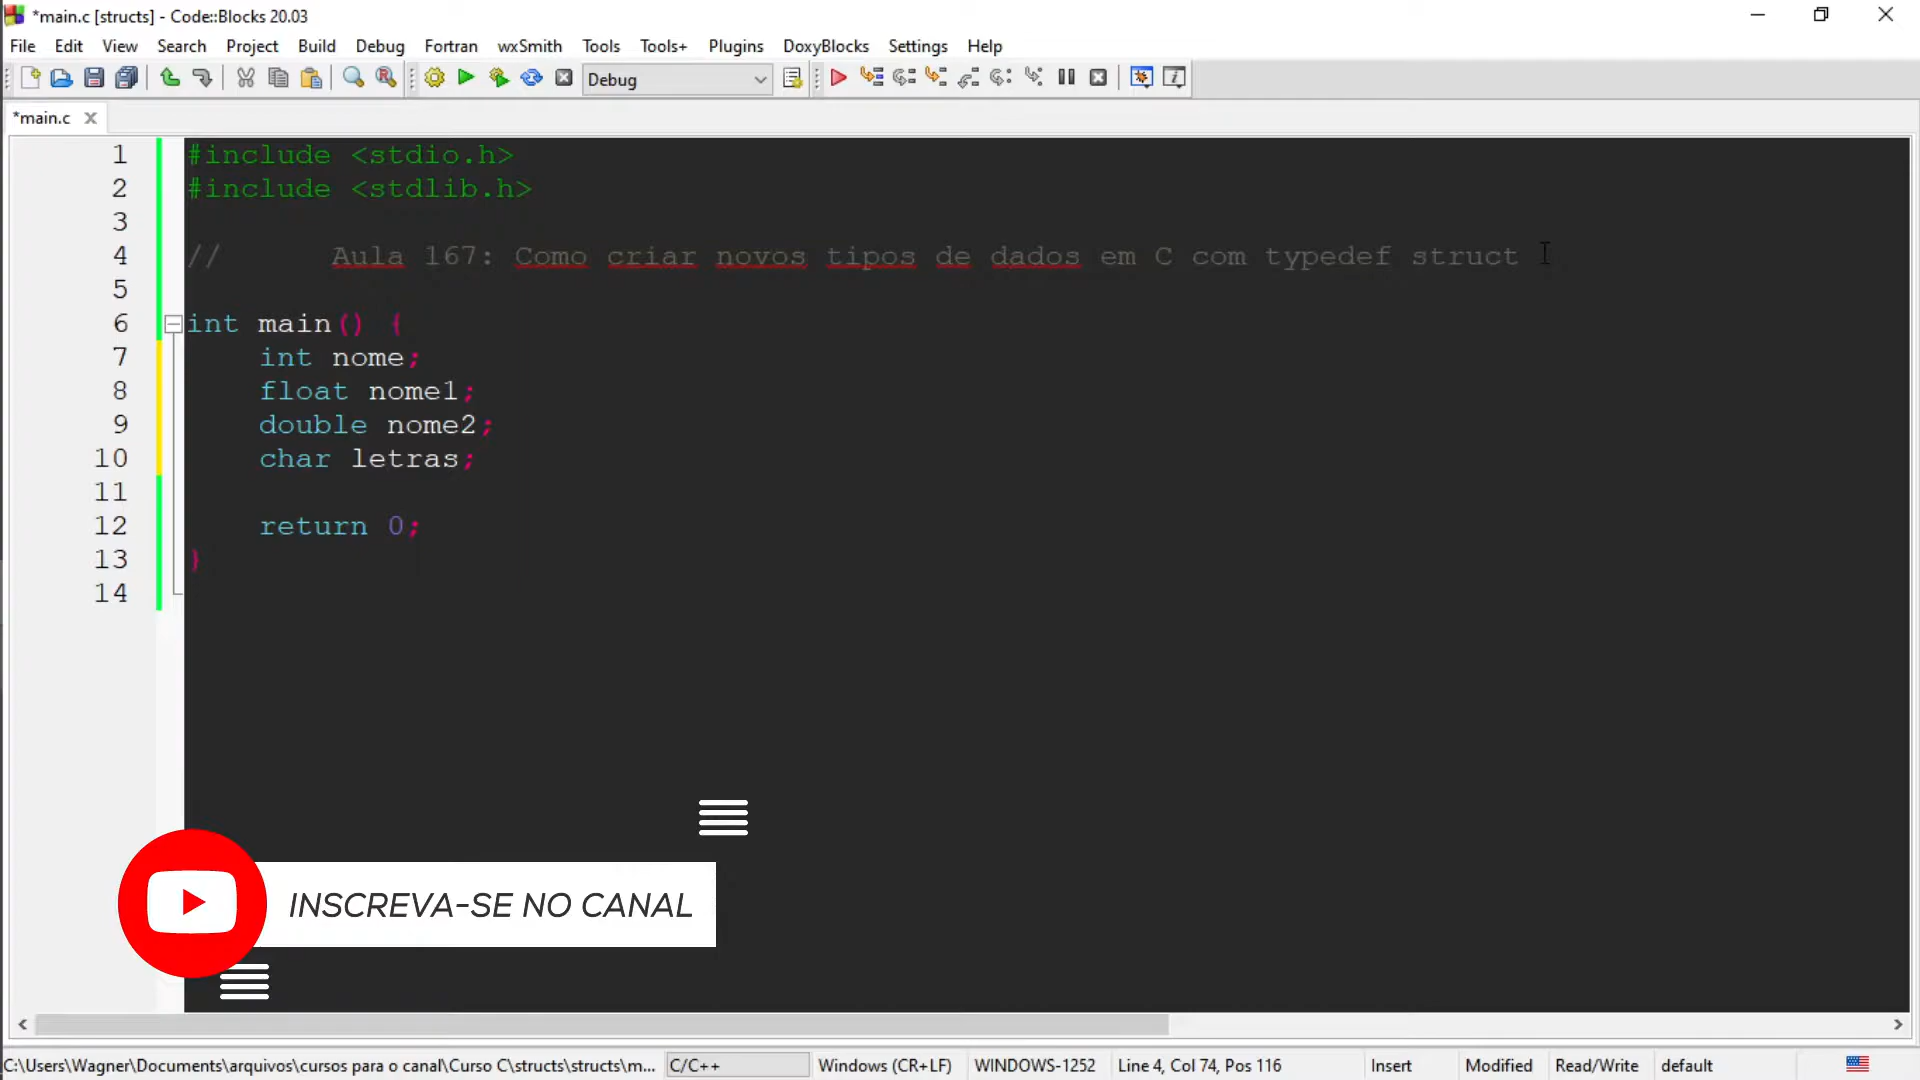 *main.c [structs] - Code::Blocks 20.03
File Edit View Search Project Build Debug Fortran wxSmith Tools Tools+ Plugins DoxyBlocks Settings Help
Debug
*main.c
1 #include <stdio.h>
2 #include <stdlib.h>
3
4 // Aula 167: Como criar novos tipos de dados em C com typedef struct
5
6 int main() {
7 int nome;
8 float nome1;
9 double nome2;
10 char letras;
11
12 return 0;
13 }
14
INSCREVA-SE NO CANAL
C:\Users\Wagner\Documents\arquivos\cursos para o canal\Curso C\structs\structs\m... C/C++ Windows (CR+LF) WINDOWS-1252 Line 4, Col 74, Pos 116 Insert Modified Read/Write default